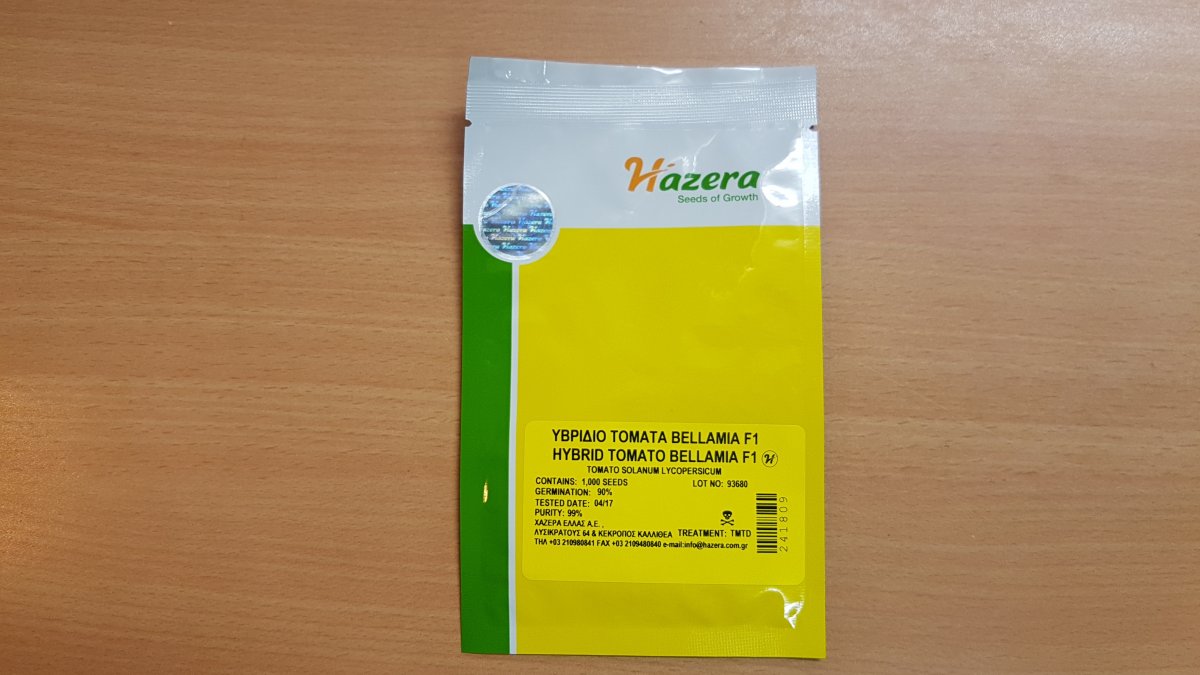 Hazera
Seeds of Growth
ΥΒΡΙΔΙΟ ΤΟΜΑΤΑ BELLAMIA F1
HYBRID TOMATO BELLAMIA F1
TOMATO SOLANUM LYCOPERSICUM
CONTAINS: 1,000 SEEDS LOT NO: 93680
GERMINATION: 90%
TESTED DATE: 04/17
PURITY: 99%
ΧΑΖΕΡΑ ΕΛΛΑΣ Α.Ε. ,
ΛΥΣΙΚΡΑΤΟΥΣ 64 & ΚΕΚΡΟΠΟΣ ΚΑΛΛΙΘΕΑ TREATMENT: TMTD
ΤΗΛ +03 210980841 FAX +03 2109480840 e-mail:info@hazera.com.gr
241809